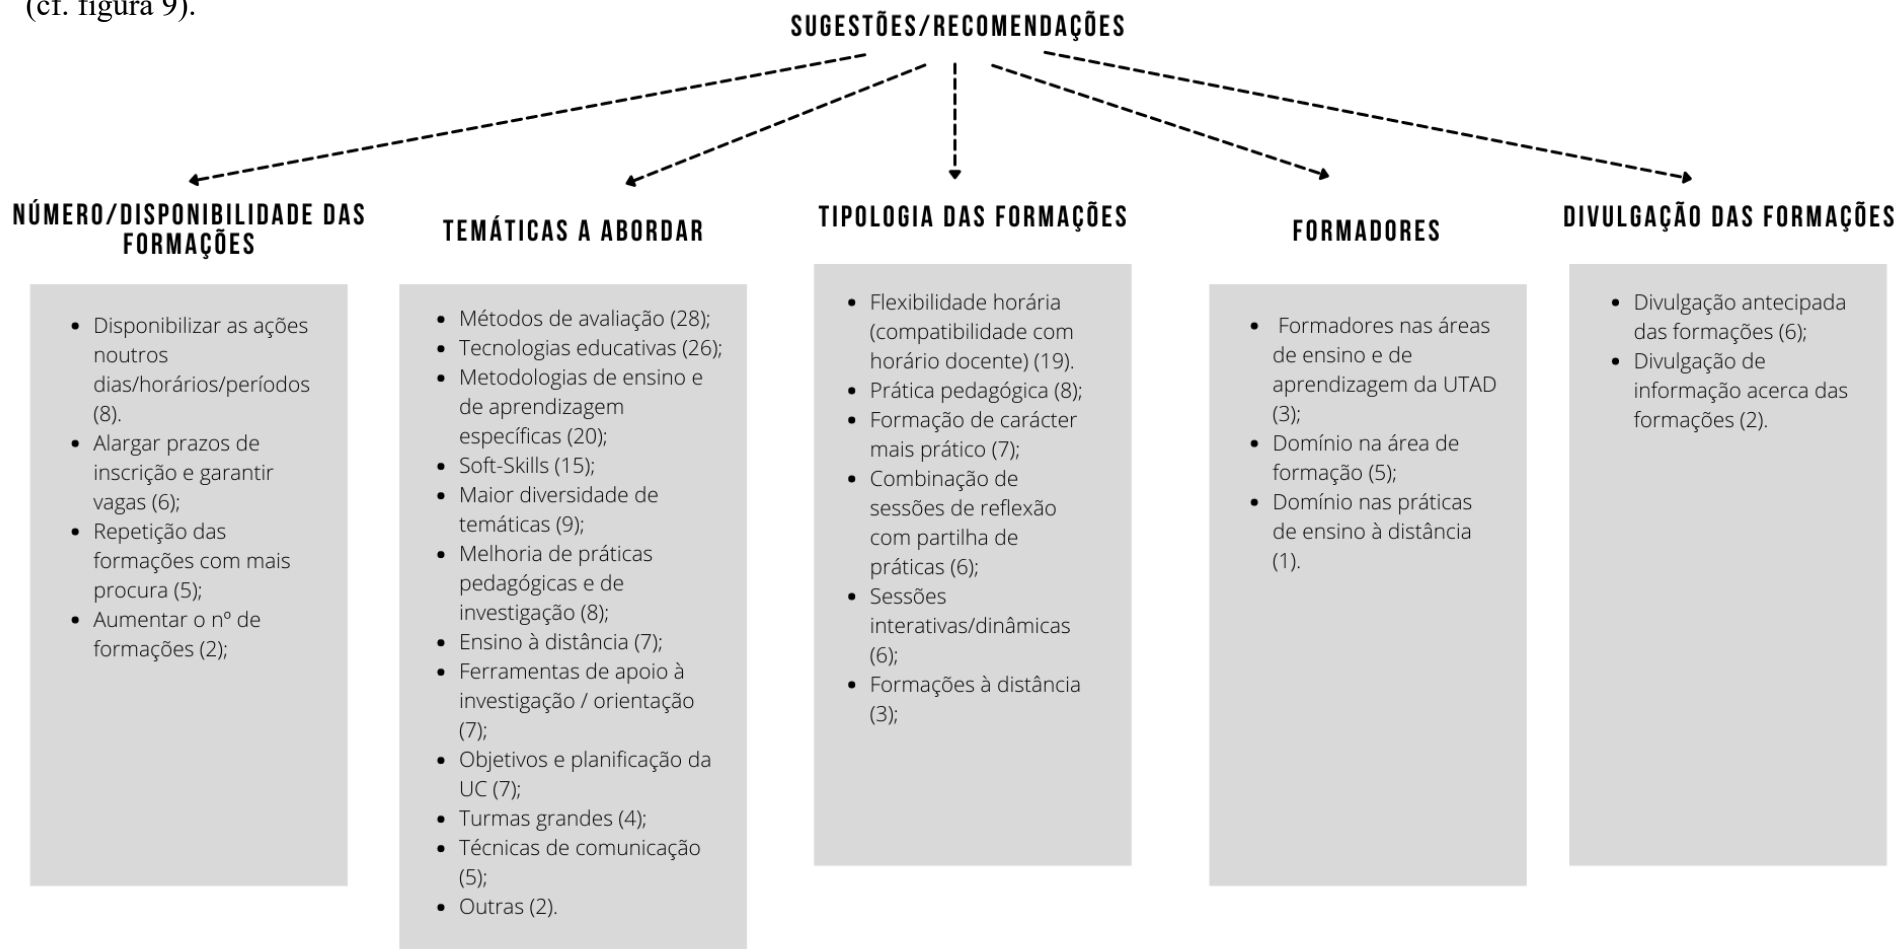 (cf. figura 9).
SUGESTÕES/RECOMENDAÇÕES
NÚMERO/DISPONIBILIDADE DAS
FORMAÇÕES
• Disponibilizar as ações
noutros
dias/horários/períodos
(8).
• Alargar prazos de
inscrição e garantir
vagas (6);
• Repetição das
formações com mais
procura (5);
• Aumentar o nº de
formações (2);
TEMÁTICAS A ABORDAR
• Métodos de avaliação (28);
• Tecnologias educativas (26);
• Metodologias de ensino e
de aprendizagem
específicas (20);
• Soft-Skills (15);
• Maior diversidade de
temáticas (9);
• Melhoria de práticas
pedagógicas e de
investigação (8);
• Ensino à distância (7);
• Ferramentas de apoio à
investigação / orientação
(7);
• Objetivos e planificação da
UC (7);
• Turmas grandes (4);
• Técnicas de comunicação
(5);
• Outras (2).
TIPOLOGIA DAS FORMAÇÕES
• Flexibilidade horária
(compatibilidade com
horário docente) (19).
• Prática pedagógica (8);
• Formação de carácter
mais prático (7);
• Combinação de
sessões de reflexão
com partilha de
práticas (6);
• Sessões
interativas/dinâmicas
(6);
• Formações à distância
(3);
FORMADORES
• Formadores nas áreas
de ensino e de
aprendizagem da UTAD
(3);
• Domínio na área de
formação (5);
• Domínio nas práticas
de ensino à distância
(1).
DIVULGAÇÃO DAS FORMAÇÕES
• Divulgação antecipada
das formações (6);
• Divulgação de
informação acerca das
formações (2).